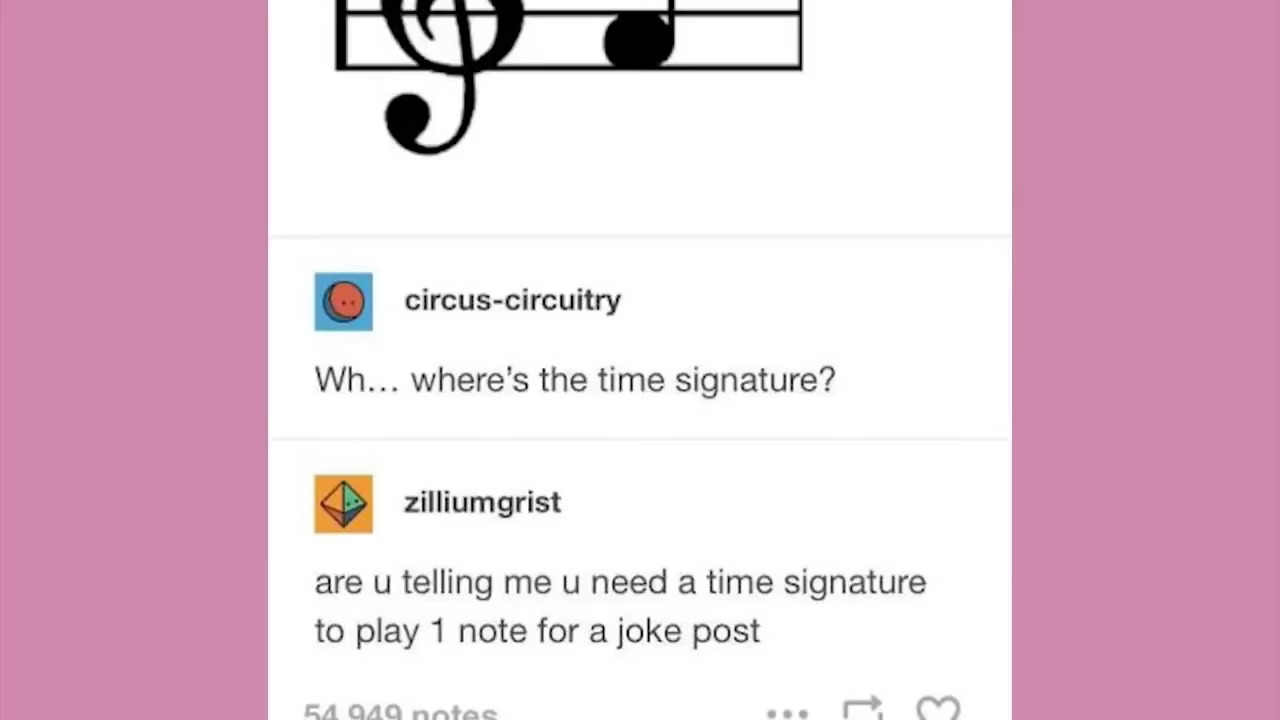 circus-circuitry
Wh... where's the time signature?
zilliumgrist
are u telling me u need a time signature
to play 1 note for a joke post
54,949 notes